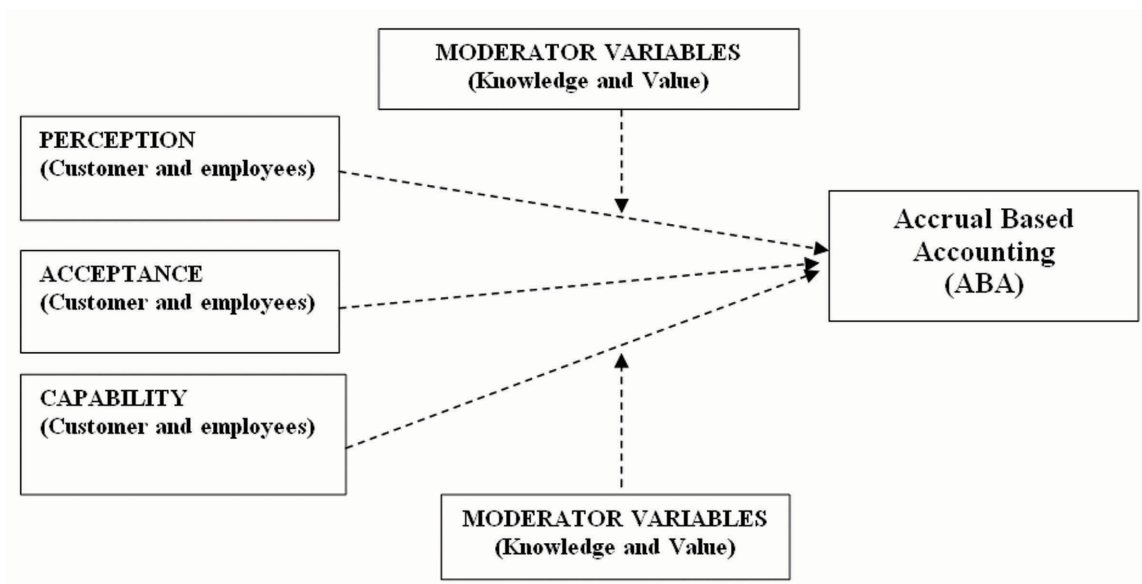 MODERATOR VARIABLES
(Knowledge and Value)
PERCEPTION
(Customer and employees)
ACCEPTANCE
(Customer and employees)
CAPABILITY
(Customer and employees)
Accrual Based
Accounting
(ABA)
MODERATOR VARIABLES
(Knowledge and Value)